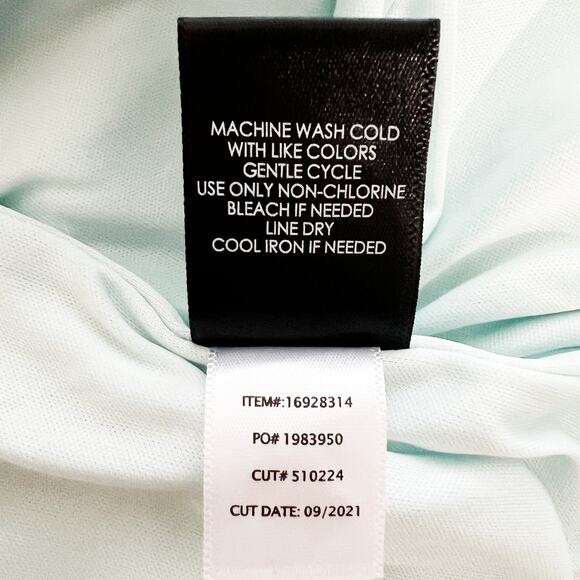 MACHINE WASH COLD
WITH LIKE COLORS
GENTLE CYCLE
USE ONLY NON-CHLORINE
BLEACH IF NEEDED
LINE DRY
COOL IRON IF NEEDED
ITEM#:16928314
PO# 1983950
CUT# 510224
CUT DATE: 09/2021